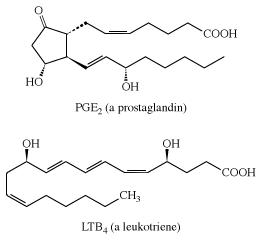 O
COOH
HO
OH
PGE₂ (a prostaglandin)
OH OH
COOH
CH₃
LTB₄ (a leukotriene)